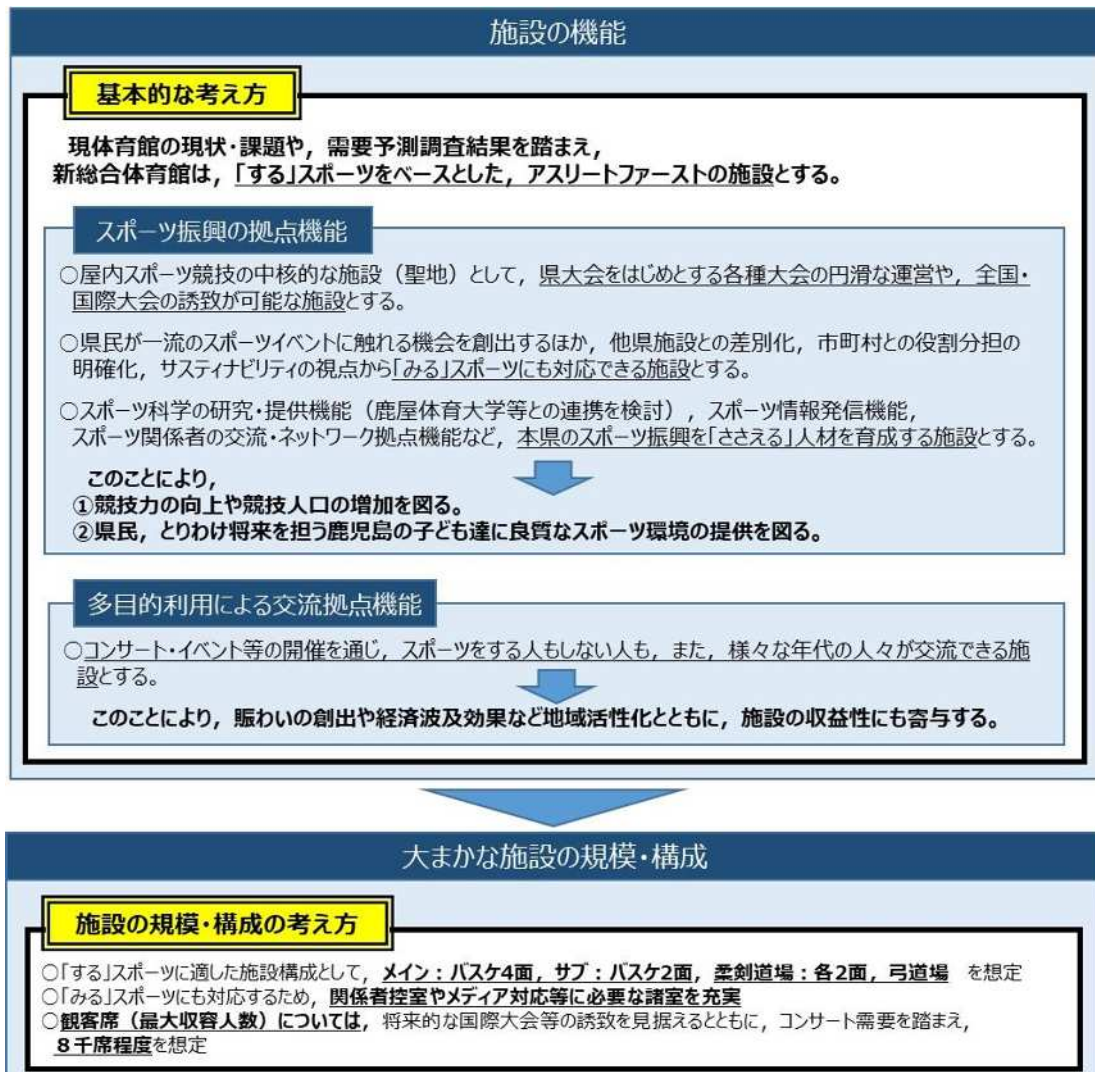 施設の機能
基本的な考え方
現体育館の現状・課題や，需要予測調査結果を踏まえ，
新総合体育館は，「する」スポーツをベースとした，アスリートファーストの施設とする。
スポーツ振興の拠点機能
○屋内スポーツ競技の中核的な施設（聖地）として，県大会をはじめとする各種大会の円滑な運営や，全国・
国際大会の誘致が可能な施設とする。
○県民が一流のスポーツイベントに触れる機会を創出するほか，他県施設との差別化，市町村との役割分担の
明確化，サスティナビリティの視点から「みる」スポーツにも対応できる施設とする。
○スポーツ科学の研究・提供機能（鹿屋体育大学等との連携を検討），スポーツ情報発信機能，
スポーツ関係者の交流・ネットワーク拠点機能など，本県のスポーツ振興を「ささえる」人材を育成する施設とする。
このことにより，
①競技力の向上や競技人口の増加を図る。
②県民，とりわけ将来を担う鹿児島の子ども達に良質なスポーツ環境の提供を図る。
多目的利用による交流拠点機能
○コンサート・イベント等の開催を通じ，スポーツをする人もしない人も，また，様々な年代の人々が交流できる施
設とする。
このことにより，賑わいの創出や経済波及効果など地域活性化とともに，施設の収益性にも寄与する。
大まかな施設の規模・構成
施設の規模・構成の考え方
○「する」スポーツに適した施設構成として，メイン：バスケ4面，サブ：バスケ2面，柔剣道場：各2面，弓道場　を想定
○「みる」スポーツにも対応するため，関係者控室やメディア対応等に必要な諸室を充実
○観客席（最大収容人数）については，将来的な国際大会等の誘致を見据えるとともに，コンサート需要を踏まえ，
８千席程度を想定